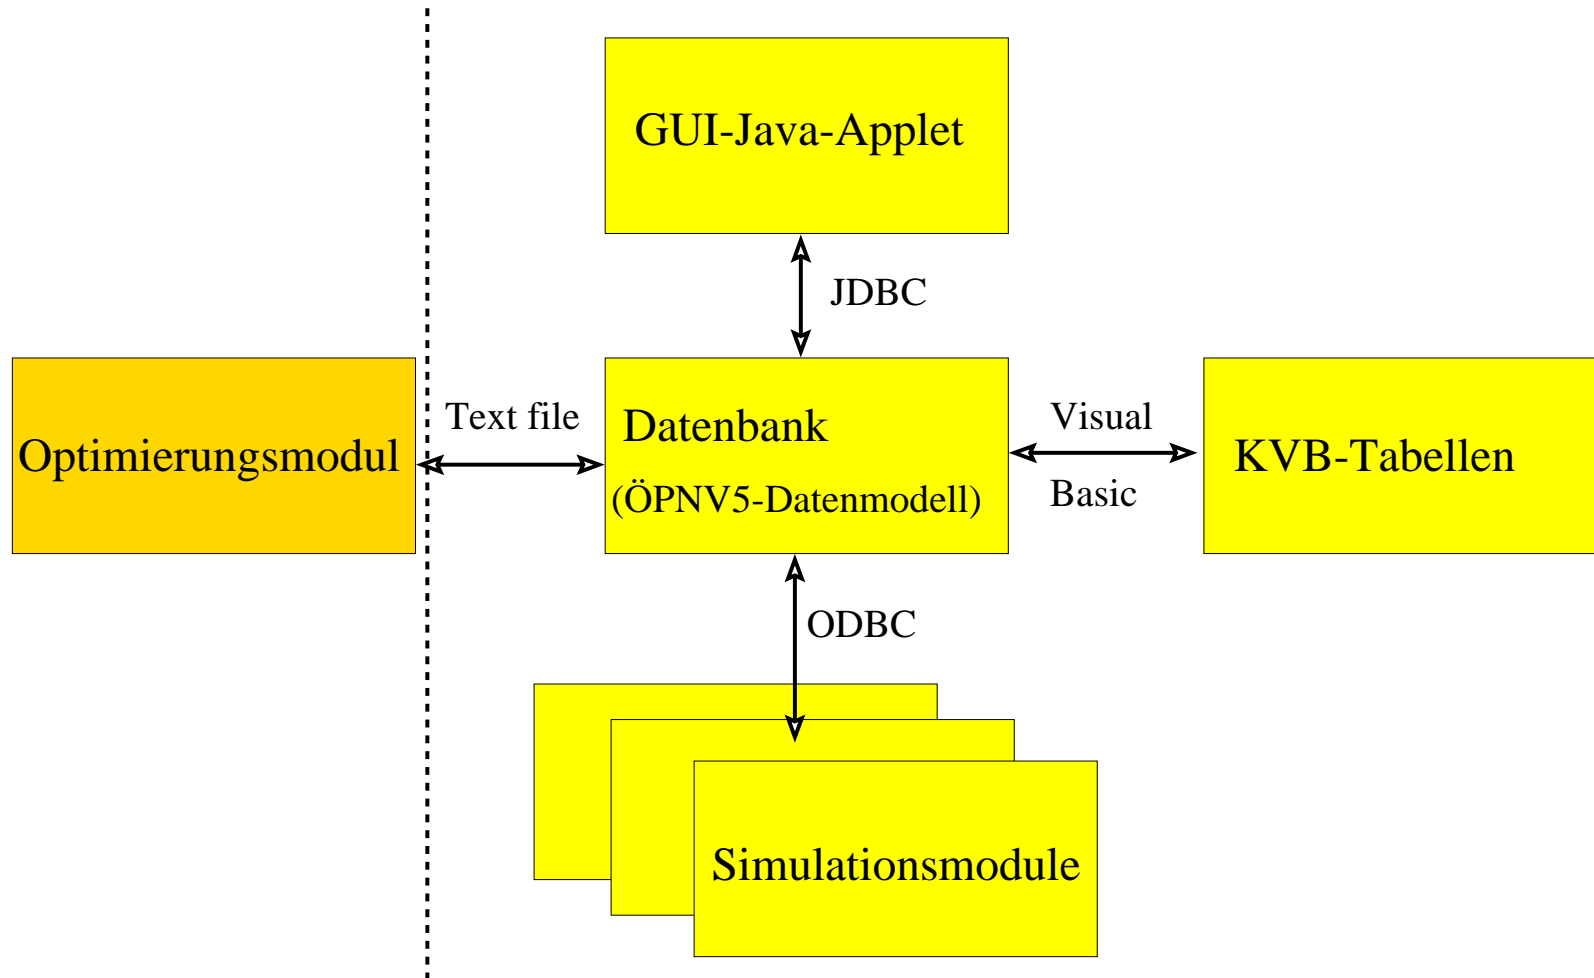 GUI-Java-Applet
JDBC
Optimierungsmodul
Text file
Datenbank
(ÖPNV5-Datenmodell)
Visual
Basic
KVB-Tabellen
ODBC
Simulationsmodule